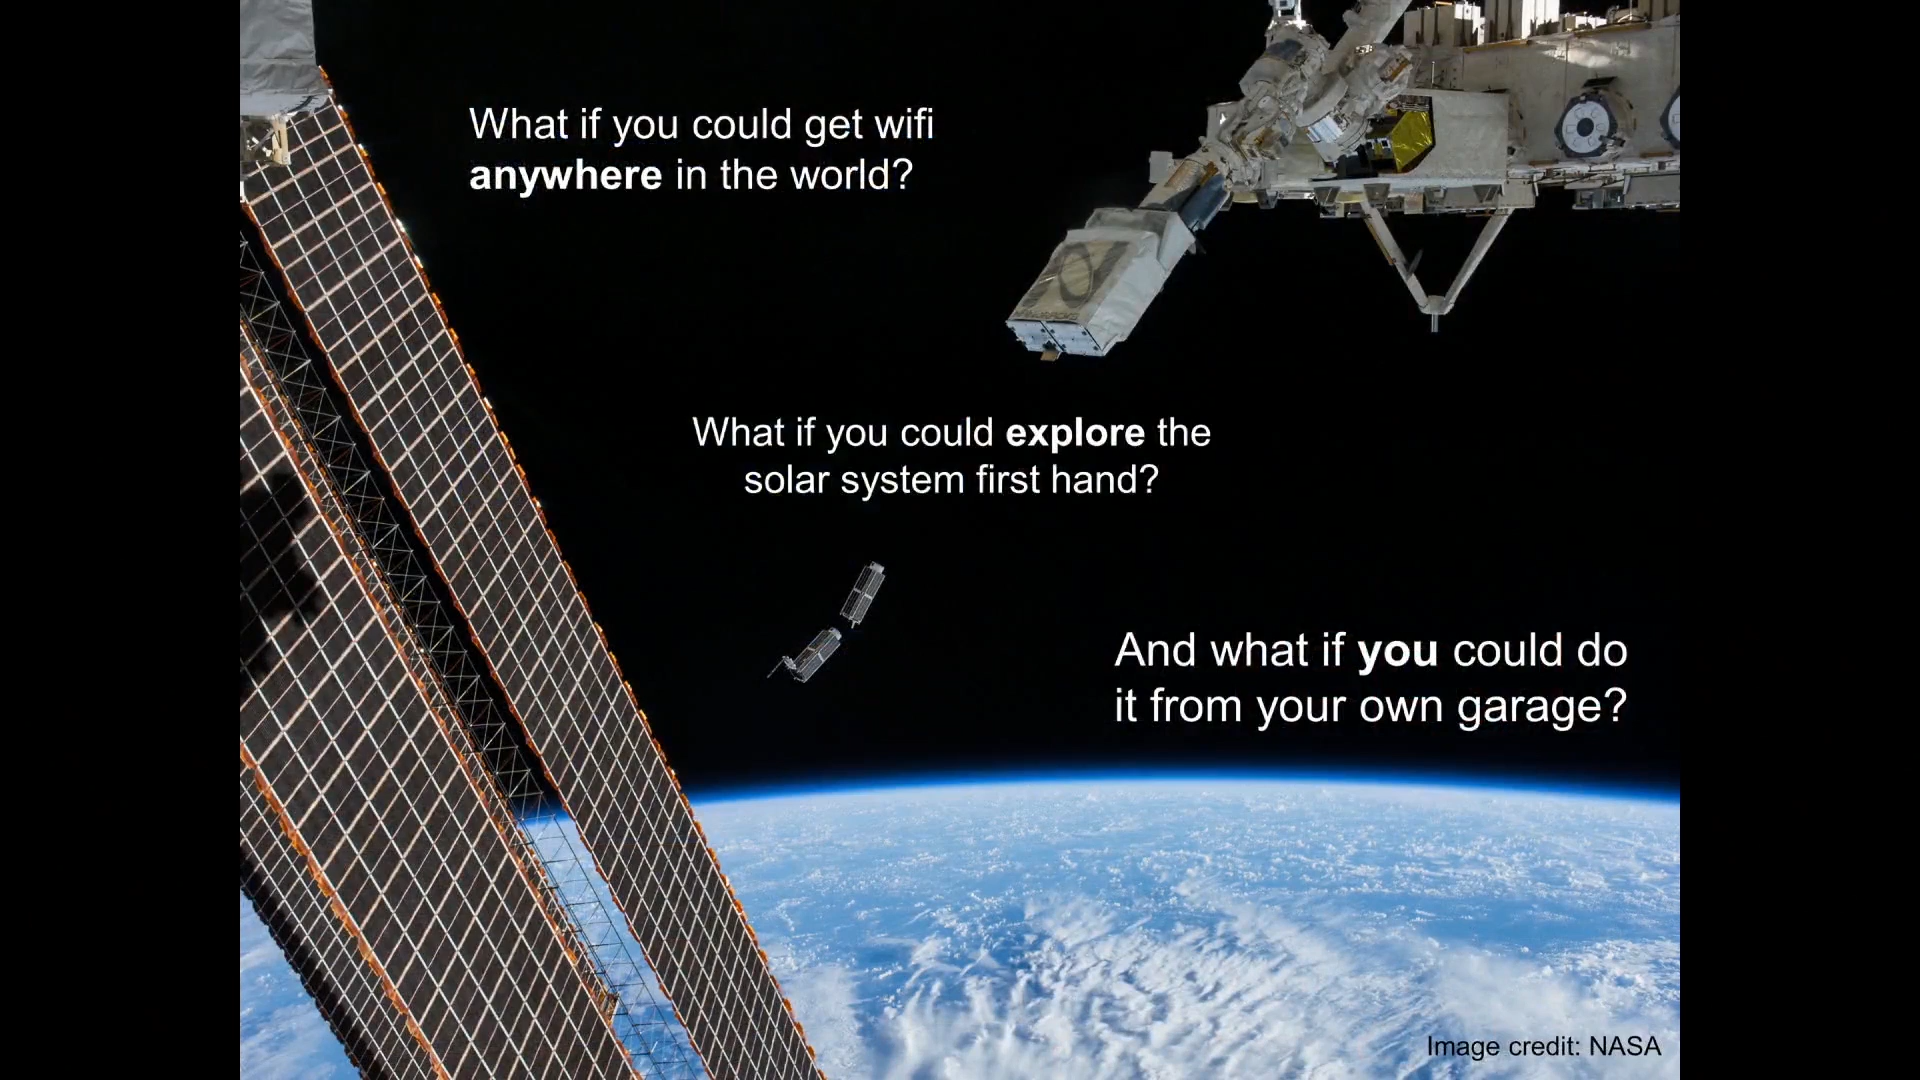 What if you could get wifi
anywhere in the world?
What if you could explore the
solar system first hand?
And what if you could do
it from your own garage?
Image credit: NASA